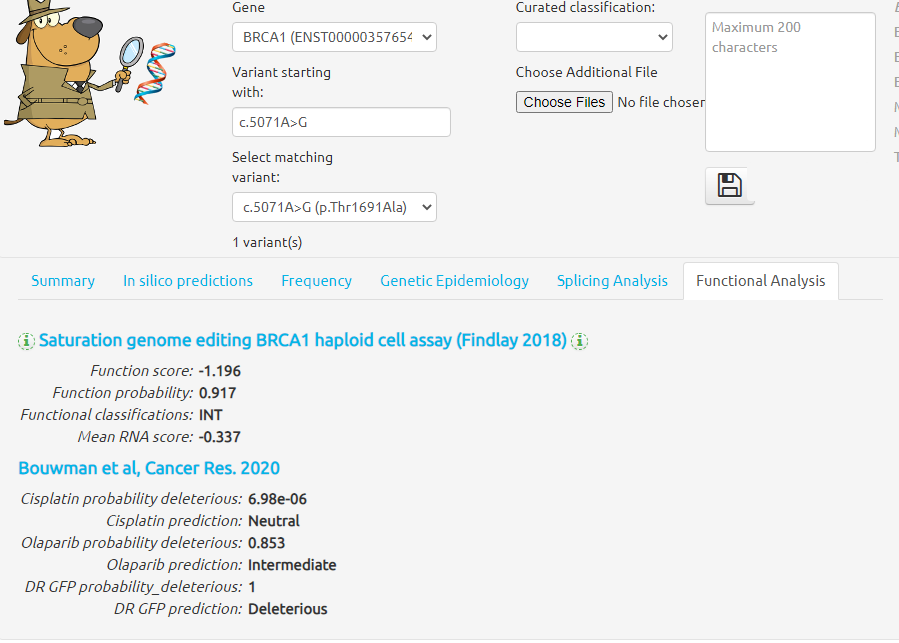 Gene
BRCA1 (ENST00000357654
Variant starting
with:
c.5071A>G
Select matching
variant:
c.5071A>G (p.Thr1691Ala)
1 variant(s)
Curated classification:
Choose Additional File
Choose Files No file chosen
Maximum 200
characters
Summary In silico predictions Frequency Genetic Epidemiology Splicing Analysis Functional Analysis
Saturation genome editing BRCA1 haploid cell assay (Findlay 2018)
Function score: -1.196
Function probability: 0.917
Functional classifications: INT
Mean RNA score: -0.337
Bouwman et al, Cancer Res. 2020
Cisplatin probability deleterious: 6.98e-06
Cisplatin prediction: Neutral
Olaparib probability deleterious: 0.853
Olaparib prediction: Intermediate
DR GFP probability_deleterious: 1
DR GFP prediction: Deleterious